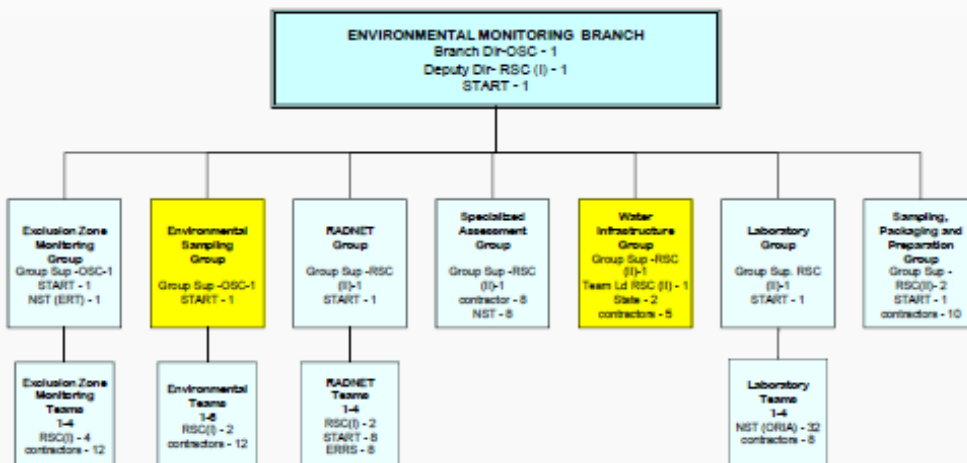 ENVIRONMENTAL MONITORING BRANCH
Branch Dir-OSC - 1
Deputy Dir- RSC (I) - 1
START - 1
Exclusion Zone
Monitoring
Group
Group Sup -OSC-1
START - 1
NST (ERT) - 1
Environmental
Sampling
Group
Group Sup -OSC-1
START - 1
RADNET
Group
Group Sup -RSC
(II)-1
START - 1
Specialized
Assessment
Group
Group Sup -RSC
(II)-1
contractor - 8
NST - 8
Water
Infrastructure
Group
Group Sup -RSC
(II)-1
Team Ld RSC (II) - 1
State - 2
contractors - 5
Laboratory
Group
Group Sup. RSC
(II)-1
START - 1
Sampling,
Packaging and
Preparation
Group
Group Sup -
RSC(II)-2
START - 1
contractors - 10
Exclusion Zone
Monitoring
Teams
1-4
RSC(I) - 4
contractors - 12
Environmental
Teams
1-6
RSC(I) - 2
contractors - 12
RADNET
Teams
1-4
RSC(I) - 2
START - 8
ERRS - 8
Laboratory
Teams
1-4
NST (ORIA) - 32
contractors - 8